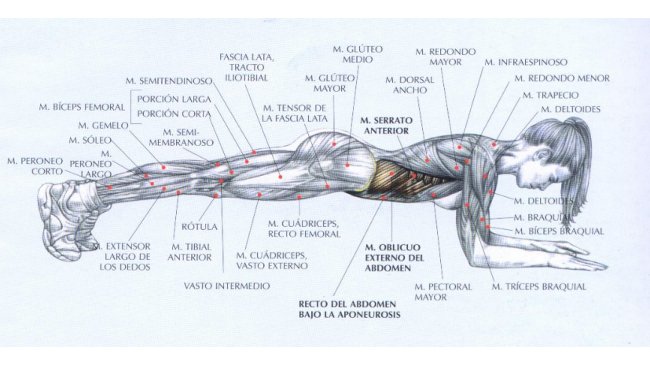 FASCIA LATA,
TRACTO
ILIOTIBIAL
M. GLÚTEO
MEDIO
M. REDONDO
MAYOR
M. INFRAESPINOSO
M. SEMITENDINOSO
M. GLÚTEO
MAYOR
M. DORSAL
ANCHO
M. REDONDO MENOR
M. TRAPECIO
M. DELTOIDES
M. BÍCEPS FEMORAL
PORCIÓN LARGA
PORCIÓN CORTA
M. TENSOR DE
LA FASCIA LATA
M. SERRATO
ANTERIOR
M. GEMELO
M. SEMI-
MEMBRANOSO
M. SÓLEO
M. PERONEO
CORTO
M.
PERONEO
LARGO
M. DELTOIDES
M. BRAQUIAL
M. BÍCEPS BRAQUIAL
M. EXTENSOR
LARGO DE
LOS DEDOS
M. TIBIAL
ANTERIOR
RÓTULA
M. CUÁDRICEPS,
RECTO FEMORAL
M. CUÁDRICEPS,
VASTO EXTERNO
VASTO INTERMEDIO
M. OBLICUO
EXTERNO DEL
ABDOMEN
RECTO DEL ABDOMEN
BAJO LA APONEUROSIS
M. PECTORAL
MAYOR
M. TRÍCEPS BRAQUIAL